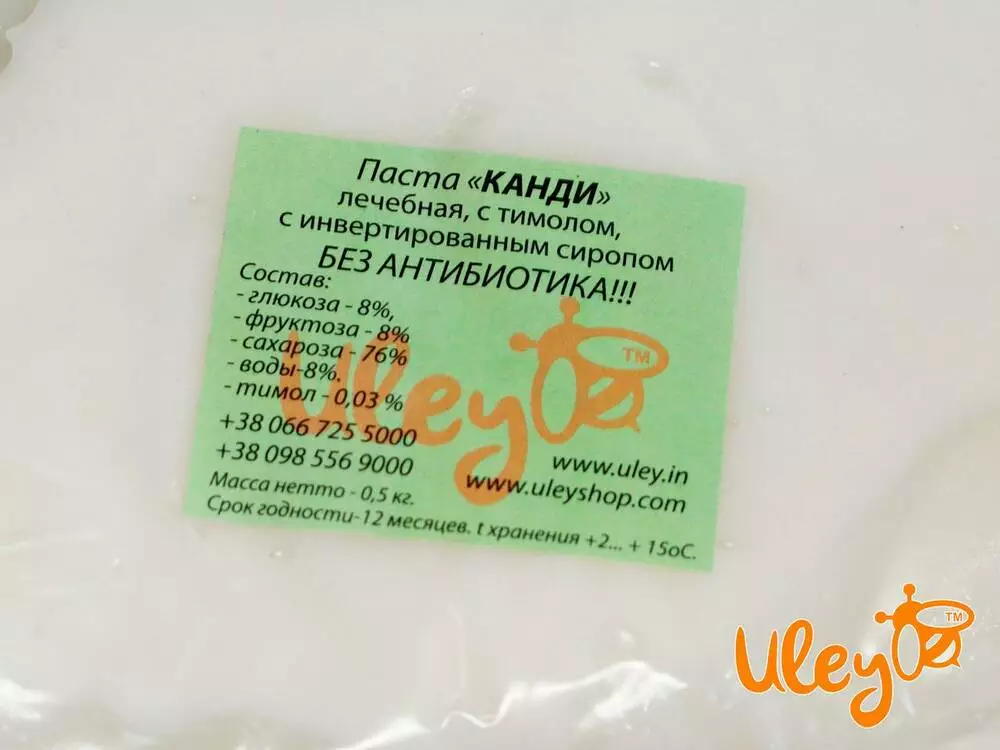 Паста «КАНДИ»
лечебная, с тимолом,
с инвертированным сиропом
БЕЗ АНТИБИОТИКА!!!
Состав:
- глюкоза - 8%,
- фруктоза - 8%
- сахароза - 76%
- воды-8%.
- тимол - 0,03 %
Uley TM
+38 066 725 5000
+38 098 556 9000
www.uley.in
www.uleyshop.com
Масса нетто - 0,5 кг.
Срок годности-12 месяцев. t хранения +2... + 15oC.
Uley TM